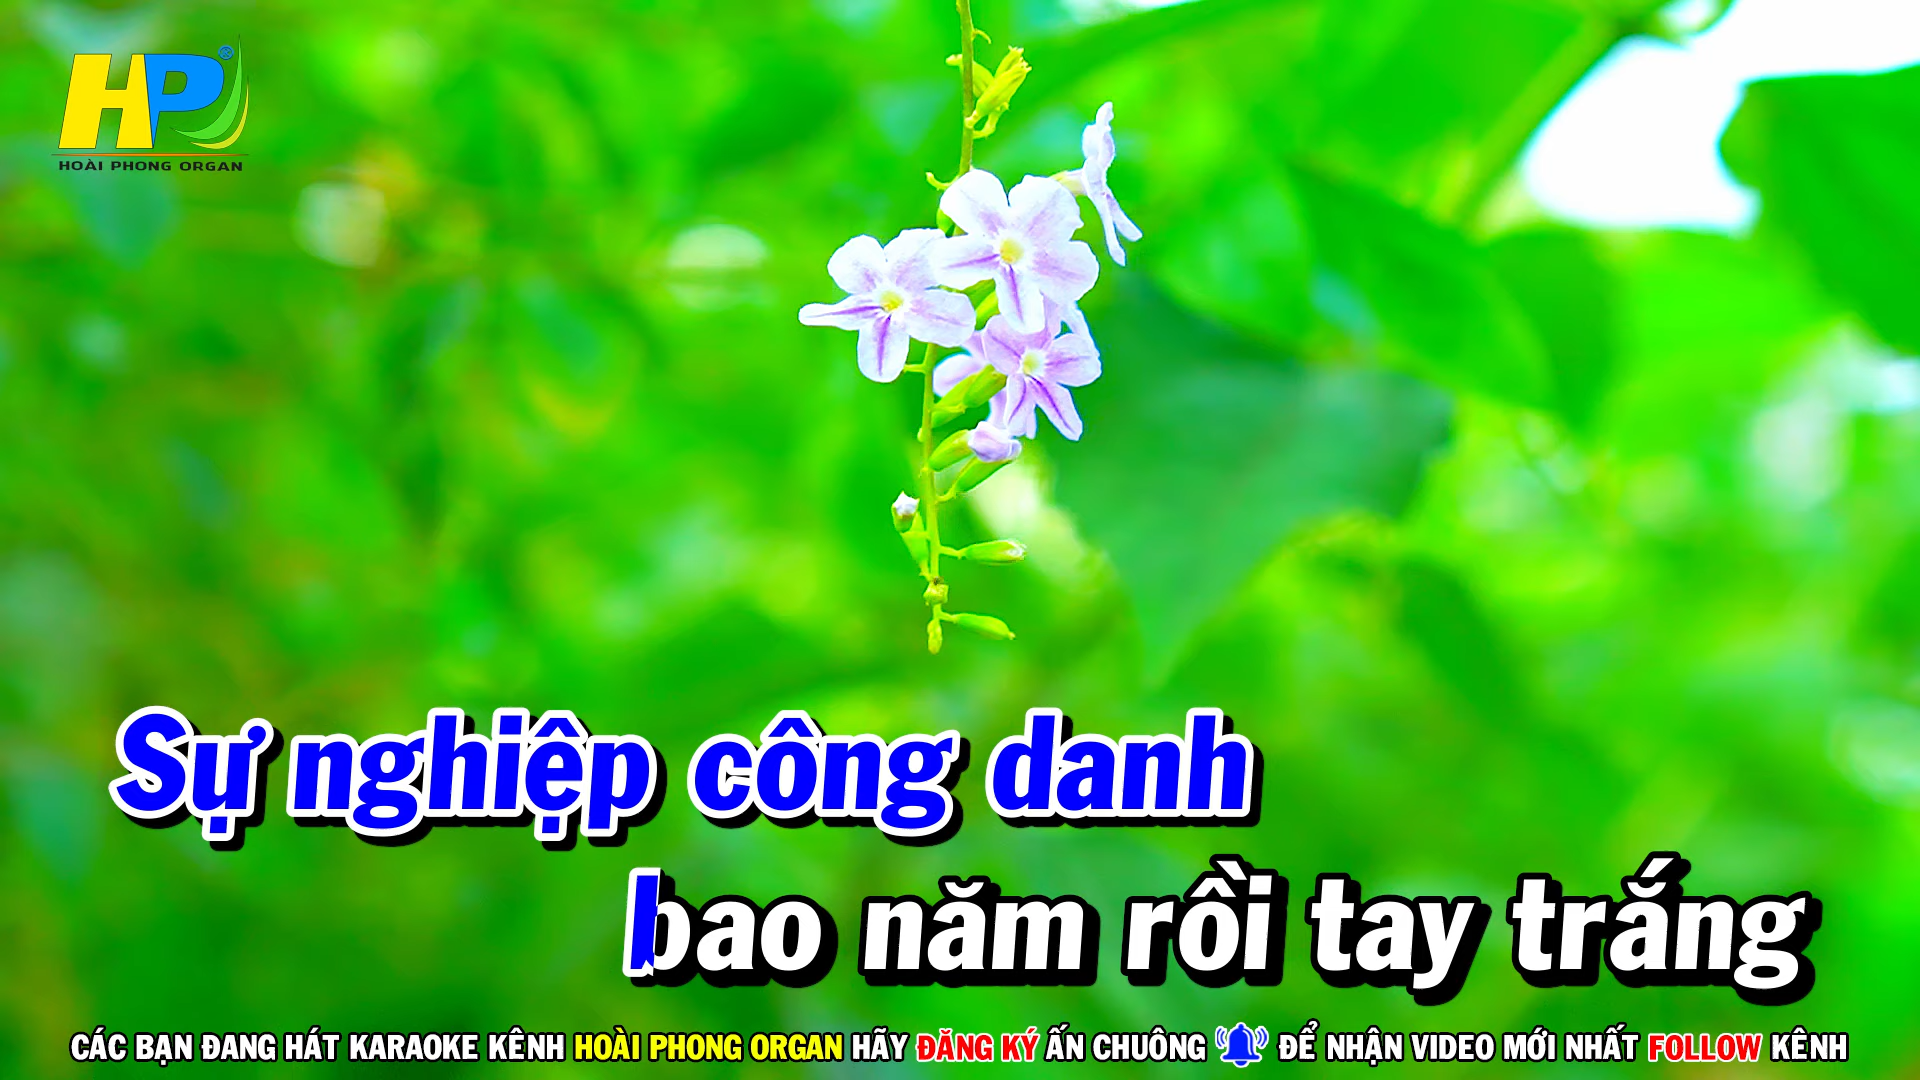 HP
HOÀI PHONG ORGAN
Sự nghiệp công danh
bao năm rồi tay trắng
CÁC BẠN ĐANG HÁT KARAOKE KÊNH HOÀI PHONG ORGAN HÃY ĐĂNG KÝ ẤN CHUÔNG ĐỂ NHẬN VIDEO MỚI NHẤT FOLLOW KÊNH